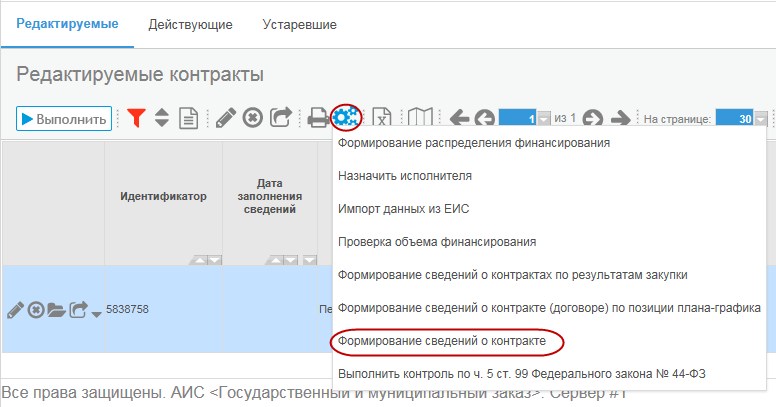 Редактируемые Действующие Устаревшие
Редактируемые контракты
Выполнить 1 из 1 На странице: 30
Формирование распределения финансирования
Назначить исполнителя
Импорт данных из ЕИС
Проверка объема финансирования
Формирование сведений о контрактах по результатам закупки
Формирование сведений о контракте (договоре) по позиции плана-графика
Формирование сведений о контракте
Выполнить контроль по ч. 5 ст. 99 Федерального закона № 44-ФЗ
Идентификатор
Дата
заполнения
сведений
5838758 Пе
Все права защищены. АИС <Государственный и муниципальный заказ>. Сервер #1